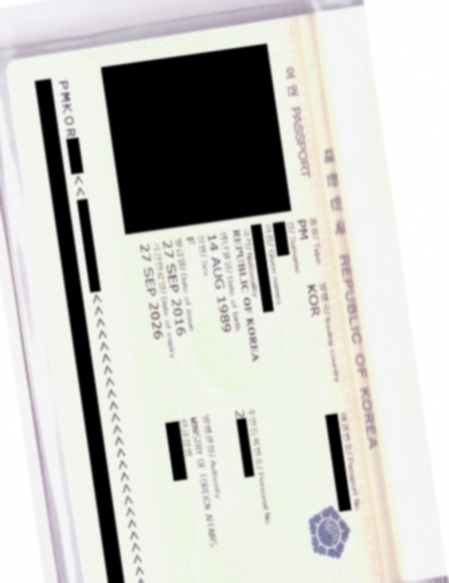 대한민국 REPUBLIC OF KOREA
여권 PASSPORT
종류/ Type
PM
발행국/ Issuing country
KOR
여권번호/ Passport No.
성/ Surname
이름/ Given names
국적/ Nationality
REPUBLIC OF KOREA
생년월일/ Date of birth
14 AUG 1989
주민등록번호/ Personal No.
2
성별/ Sex
F
발급일/ Date of issue
27 SEP 2016
기간만료일/ Date of expiry
27 SEP 2026
발행관청/ Authority
MINISTRY OF FOREIGN AFFAIRS
PMKOR